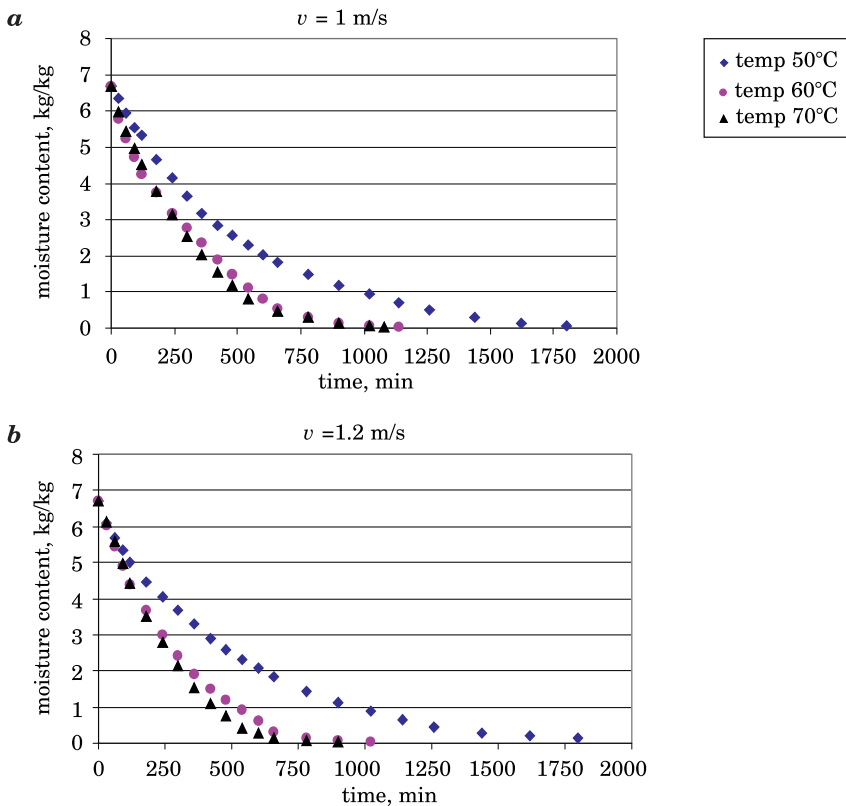 a
v = 1 m/s
8
7
6
5
4
3
2
1
0
moisture content, kg/kg
0 250 500 750 1000 1250 1500 1750 2000
time, min
temp 50°C
temp 60°C
temp 70°C
b
v =1.2 m/s
8
7
6
5
4
3
2
1
0
moisture content, kg/kg
0 250 500 750 1000 1250 1500 1750 2000
time, min